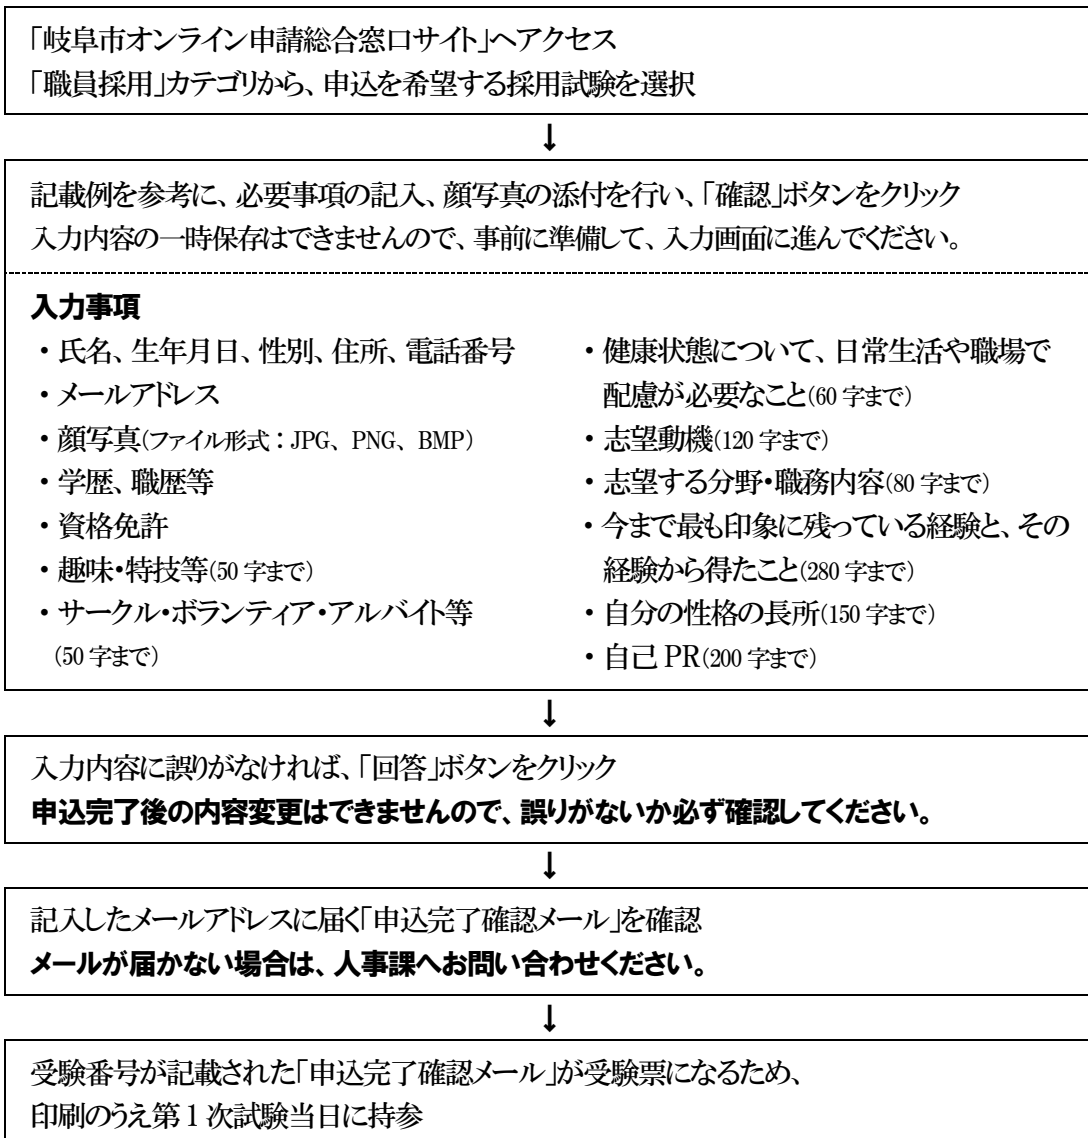 「岐阜市オンライン申請総合窓口サイト」へアクセス
「職員採用」カテゴリから、申込を希望する採用試験を選択
↓
記載例を参考に、必要事項の記入、顔写真の添付を行い、「確認」ボタンをクリック
入力内容の一時保存はできませんので、事前に準備して、入力画面に進んでください。
入力事項
・氏名、生年月日、性別、住所、電話番号
・メールアドレス
・顔写真(ファイル形式：JPG、PNG、BMP)
・学歴、職歴等
・資格免許
・趣味・特技等(50字まで)
・サークル・ボランティア・アルバイト等
(50字まで)
・健康状態について、日常生活や職場で
配慮が必要なこと(60字まで)
・志望動機(120字まで)
・志望する分野・職務内容(80字まで)
・今まで最も印象に残っている経験と、その
経験から得たこと(280字まで)
・自分の性格の長所(150字まで)
・自己PR(200字まで)
↓
入力内容に誤りがなければ、「回答」ボタンをクリック
申込完了後の内容変更はできませんので、誤りがないか必ず確認してください。
↓
記入したメールアドレスに届く「申込完了確認メール」を確認
メールが届かない場合は、人事課へお問い合わせください。
↓
受験番号が記載された「申込完了確認メール」が受験票になるため、
印刷のうえ第1次試験当日に持参